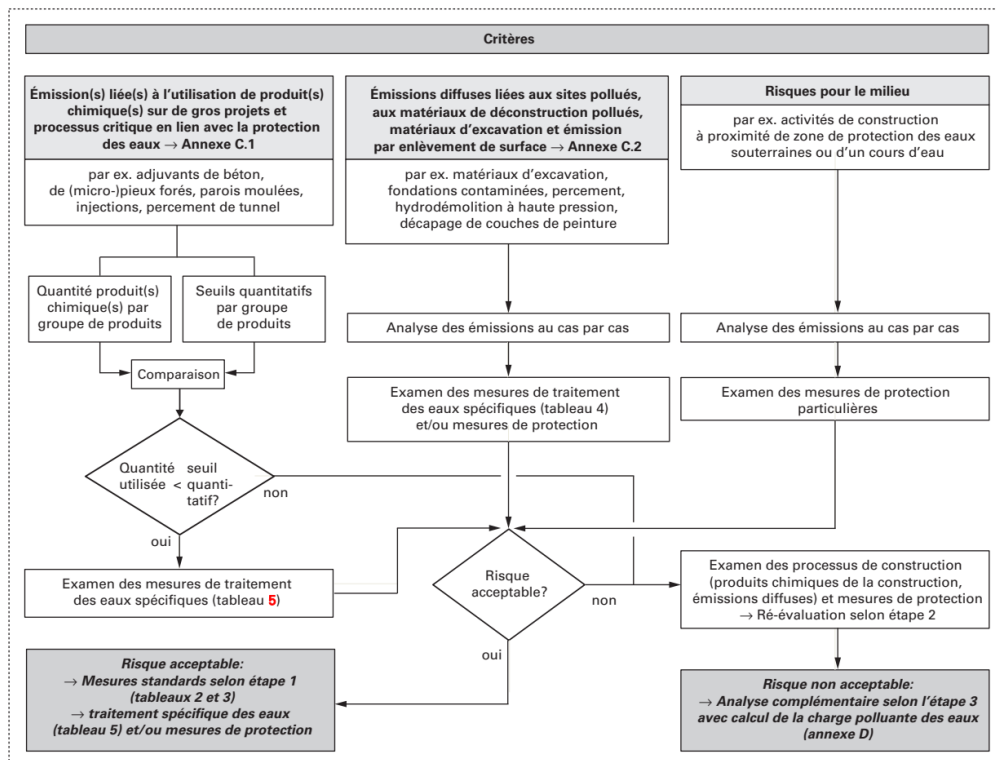 Critères
Émission(s) liée(s) à l'utilisation de produit(s)
chimique(s) sur de gros projets et
processus critique en lien avec la protection
des eaux → Annexe C.1
par ex. adjuvants de béton,
de (micro-)pieux forés, parois moulées,
injections, percement de tunnel
Émissions diffuses liées aux sites pollués,
aux matériaux de déconstruction pollués,
matériaux d'excavation et émission
par enlèvement de surface → Annexe C.2
par ex. matériaux d'excavation,
fondations contaminées, percement,
hydrodémolition à haute pression,
décapage de couches de peinture
Risques pour le milieu
par ex. activités de construction
à proximité de zone de protection des eaux
souterraines ou d'un cours d'eau
Quantité produit(s)
chimique(s) par
groupe de produits
Seuils quantitatifs
par groupe
de produits
Analyse des émissions au cas par cas
Analyse des émissions au cas par cas
Comparaison
Examen des mesures de traitement
des eaux spécifiques (tableau 4)
et/ou mesures de protection
Examen des mesures de protection
particulières
Quantité seuil
utilisée < quanti-
tatif?
non
oui
Examen des mesures de traitement
des eaux spécifiques (tableau 5)
Risque
acceptable?
non
oui
Examen des processus de construction
(produits chimiques de la construction,
émissions diffuses) et mesures de protection
→ Ré-évaluation selon étape 2
Risque acceptable:
→ Mesures standards selon étape 1
(tableaux 2 et 3)
→ traitement spécifique des eaux
(tableau 5) et/ou mesures de protection
Risque non acceptable:
→ Analyse complémentaire selon l'étape 3
avec calcul de la charge polluante des eaux
(annexe D)